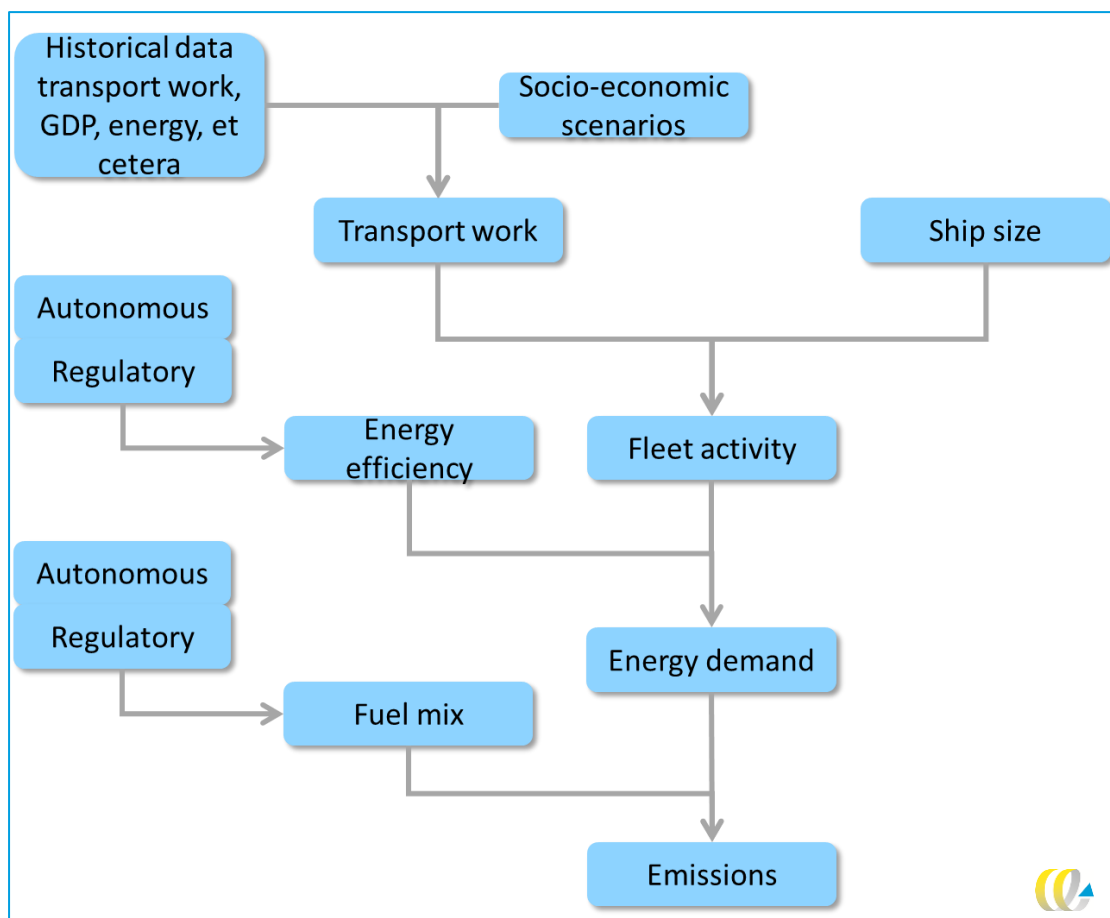 Historical data
transport work,
GDP, energy, et
cetera
Socio-economic
scenarios
Transport work
Ship size
Autonomous
Regulatory
Energy
efficiency
Fleet activity
Autonomous
Regulatory
Energy demand
Fuel mix
Emissions